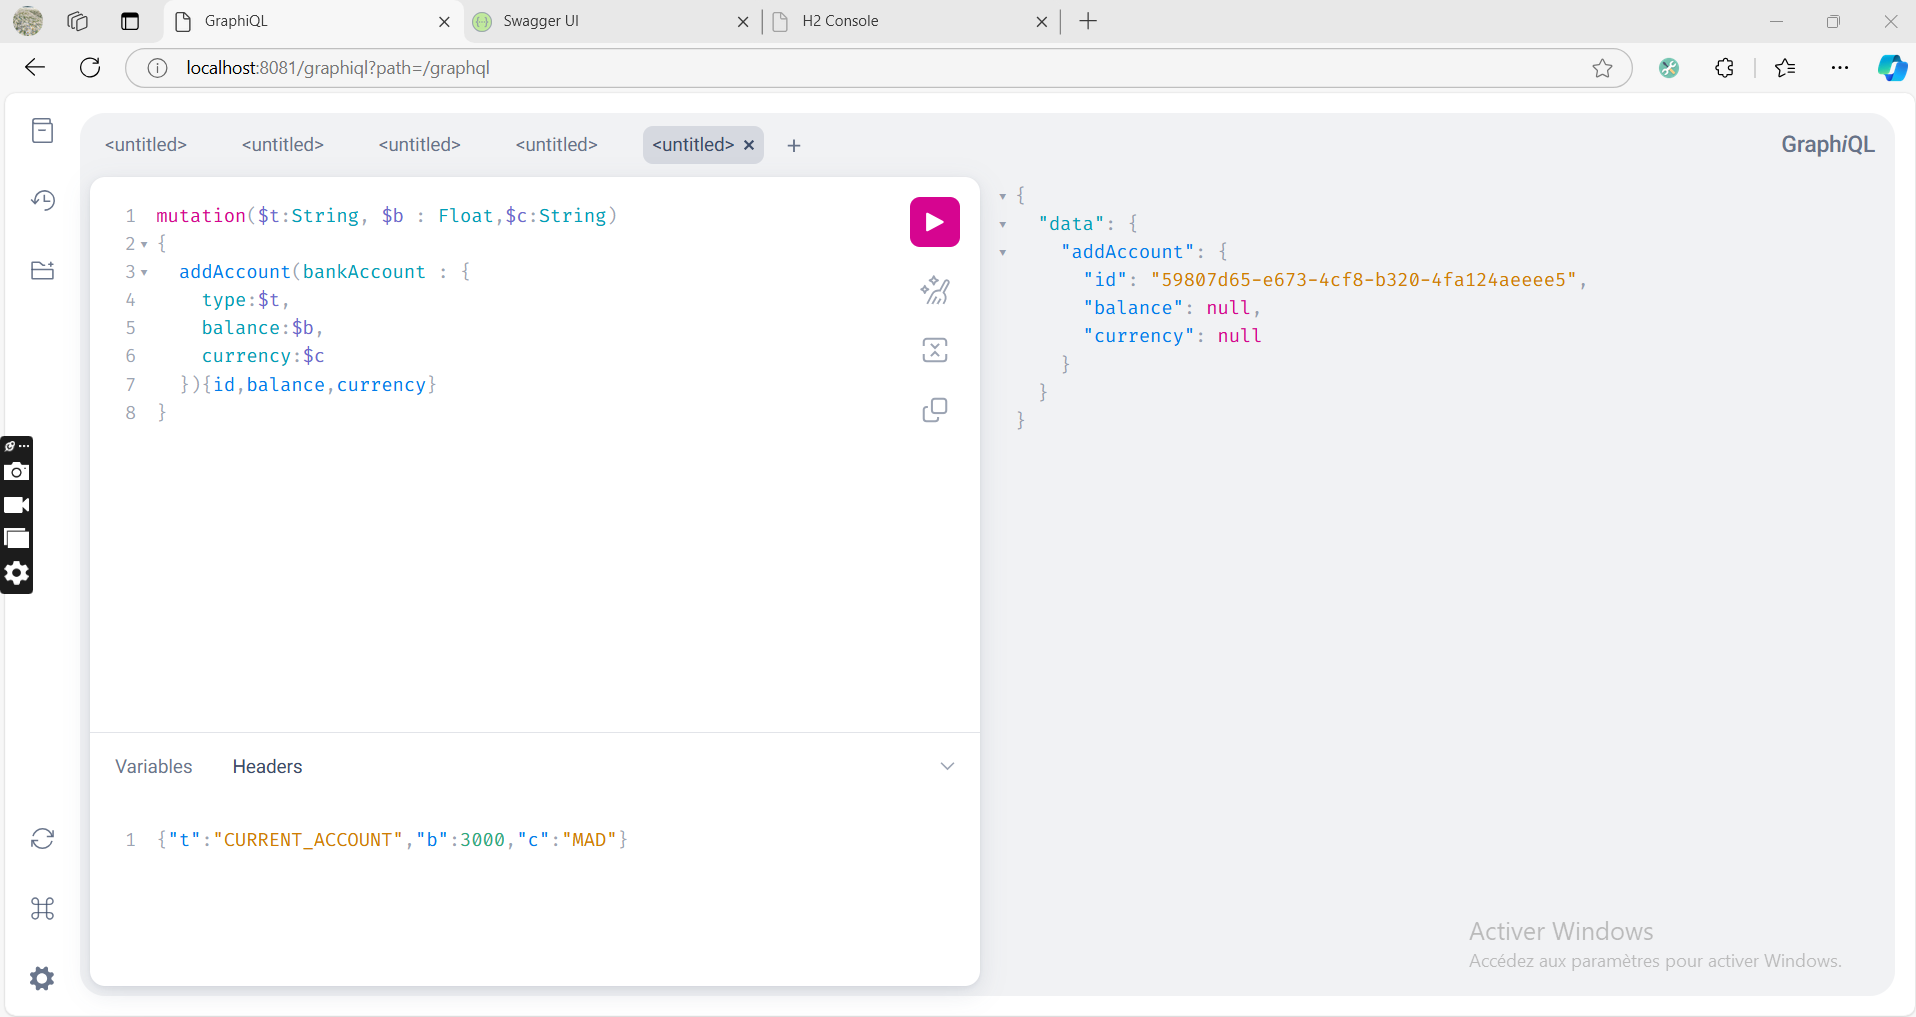 GraphiQL
Swagger UI
H2 Console
localhost:8081/graphiql?path=/graphql
<untitled> <untitled> <untitled> <untitled> <untitled>
GraphiQL
1 mutation($t:String, $b : Float,$c:String)
2 {
3 addAccount(bankAccount : {
4 type:$t,
5 balance:$b,
6 currency:$c
7 }){id,balance,currency}
8 }
{
"data": {
"addAccount": {
"id": "59807d65-e673-4cf8-b320-4fa124aeeee5",
"balance": null,
"currency": null
}
}
}
Variables Headers
1 {"t":"CURRENT_ACCOUNT","b":3000,"c":"MAD"}
Activer Windows
Accédez aux paramètres pour activer Windows.